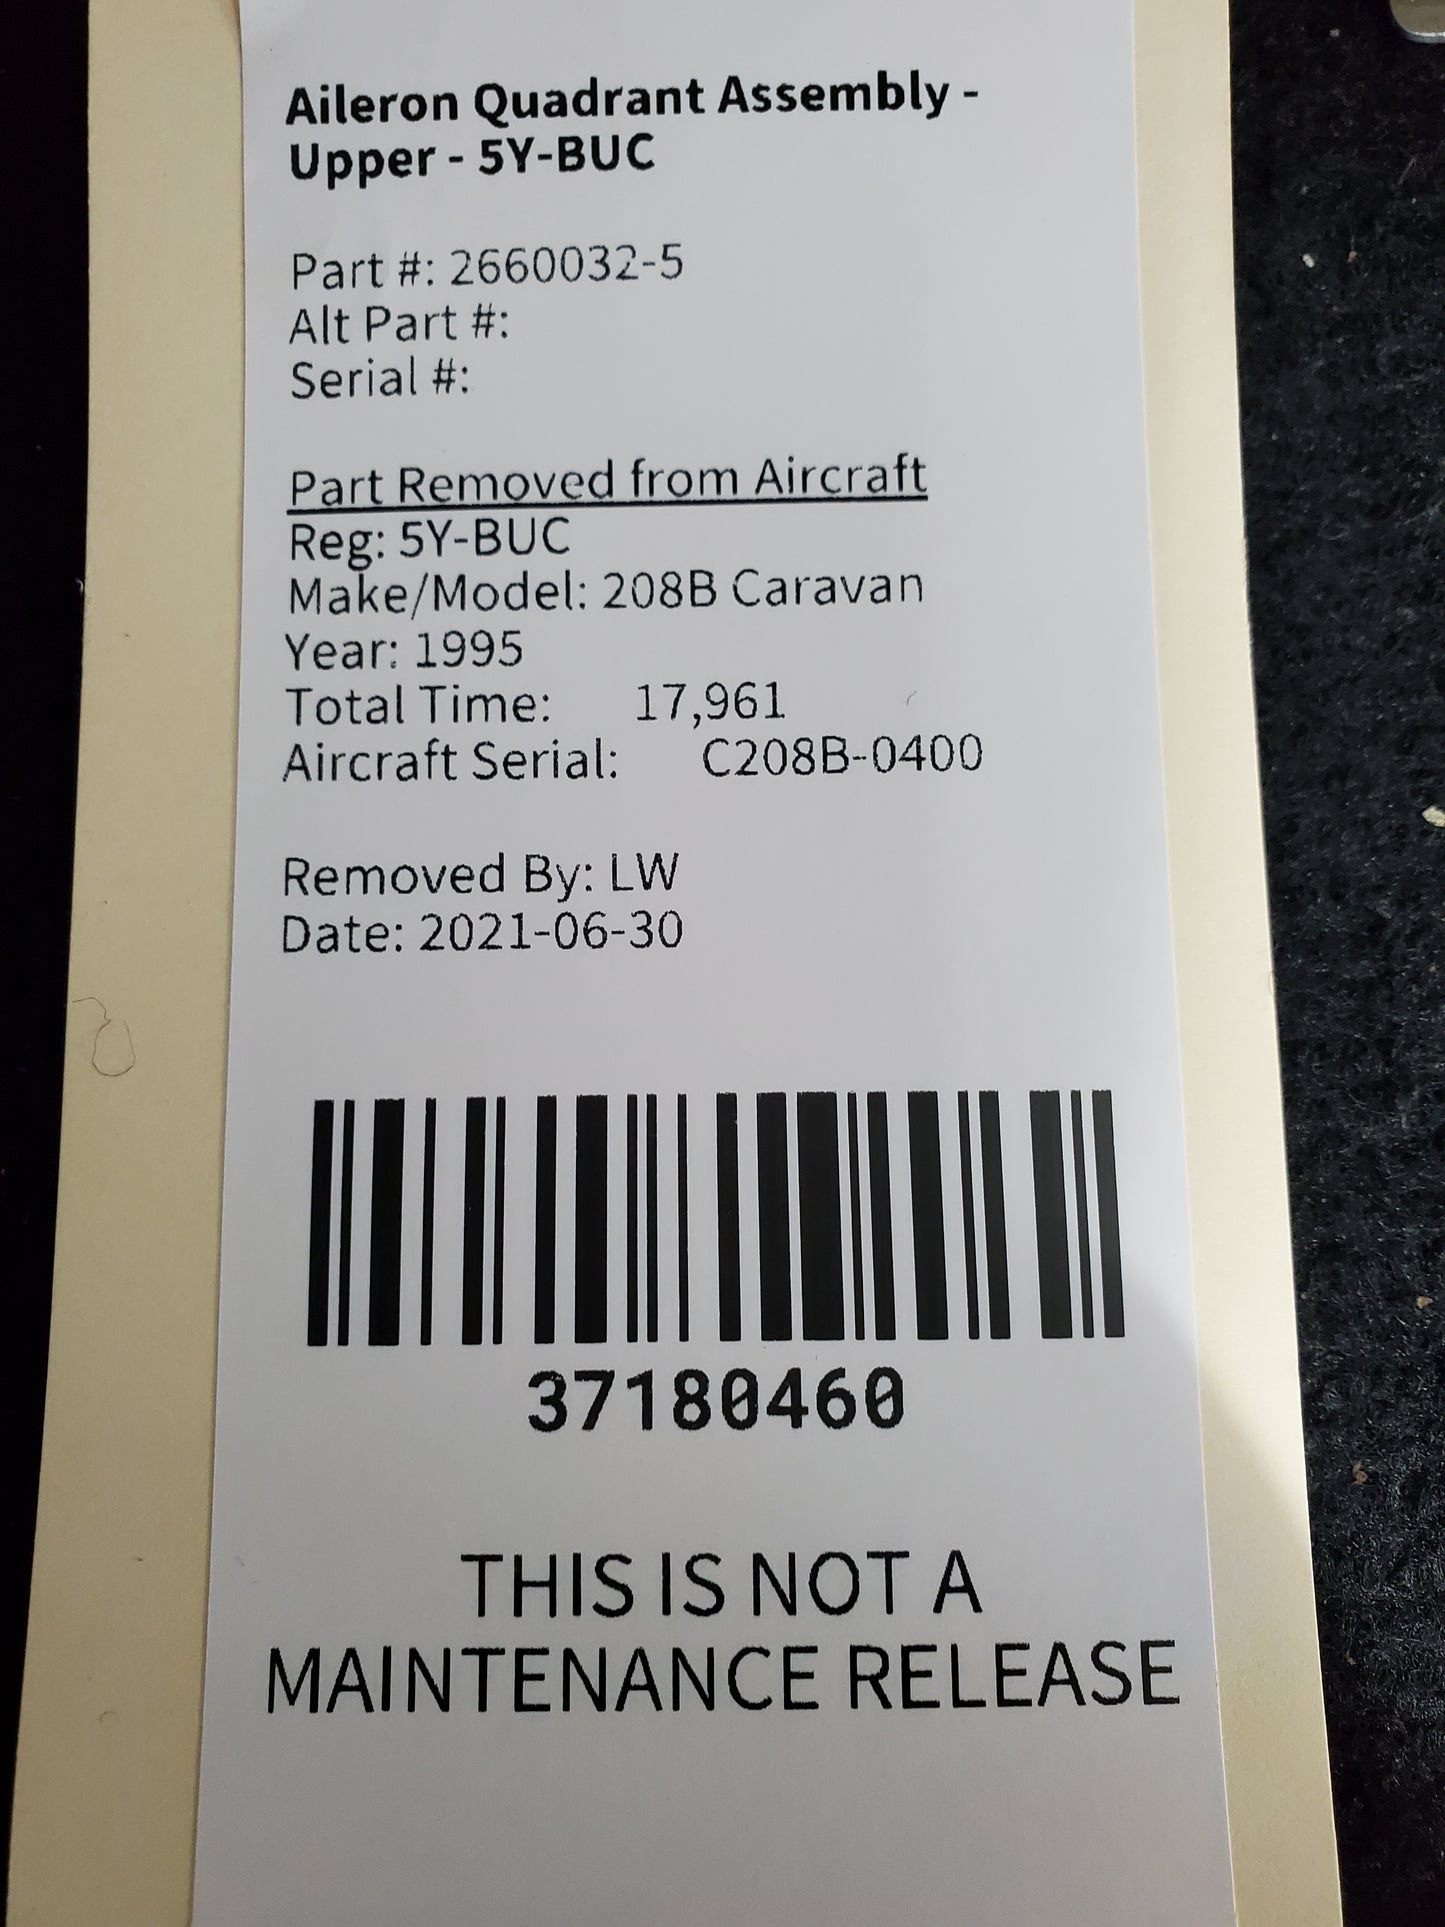 Aileron Quadrant Assembly -
Upper - 5Y-BUC
Part #: 2660032-5
Alt Part #:
Serial #:
Part Removed from Aircraft
Reg: 5Y-BUC
Make/Model: 208B Caravan
Year: 1995
Total Time: 17,961
Aircraft Serial: C208B-0400
Removed By: LW
Date: 2021-06-30
37180460
THIS IS NOT A
MAINTENANCE RELEASE